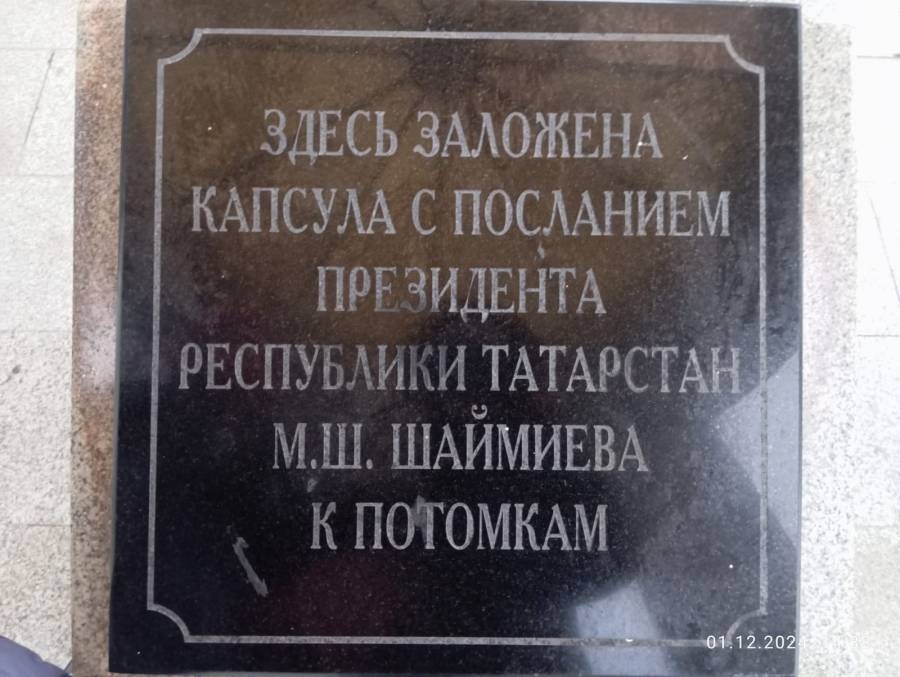 ЗДЕСЬ ЗАЛОЖЕНА
КАПСУЛА С ПОСЛАНИЕМ
ПРЕЗИДЕНТА
РЕСПУБЛИКИ ТАТАРСТАН
М.Ш. ШАЙМИЕВА
К ПОТОМКАМ
01.12.2024